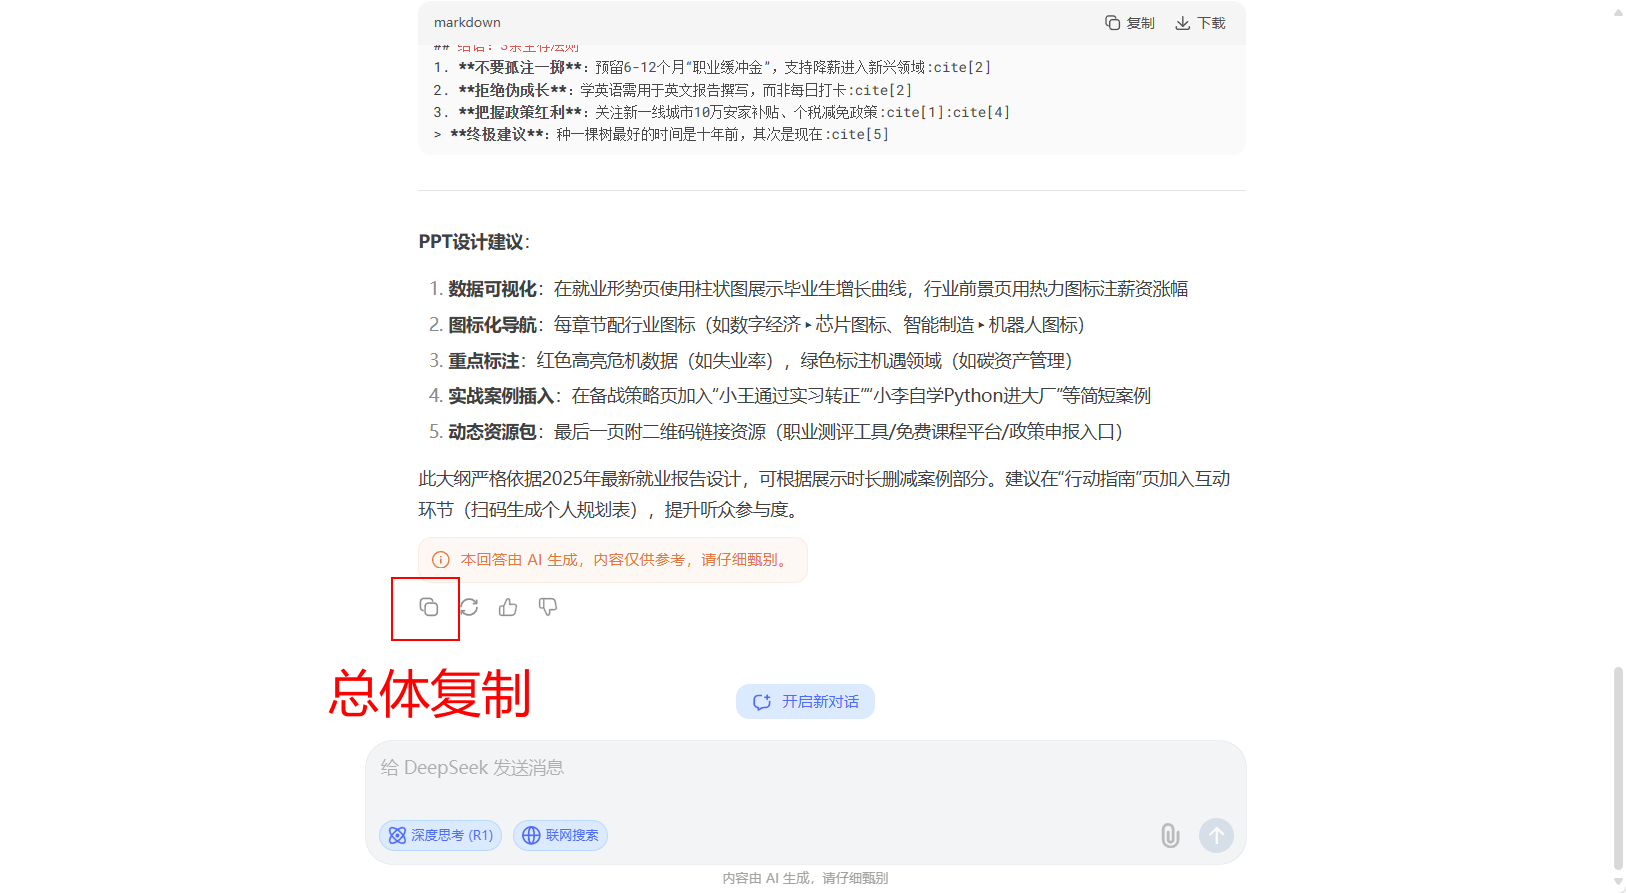 markdown
复制
下载
## 结语：3条生存法则
1. **不要孤注一掷**：预留6-12个月“职业缓冲金”，支持降薪进入新兴领域:cite[2]
2. **拒绝伪成长**：学英语需用于英文报告撰写，而非每日打卡:cite[2]
3. **把握政策红利**：关注新一线城市10万安家补贴、个税减免政策:cite[1]:cite[4]
> **终极建议**：种一棵树最好的时间是十年前，其次是现在:cite[5]
PPT设计建议：
1. 数据可视化：在就业形势页使用柱状图展示毕业生增长曲线，行业前景页用热力图标注薪资涨幅
2. 图标化导航：每章节配行业图标（如数字经济▸芯片图标、智能制造▸机器人图标）
3. 重点标注：红色高亮危机数据（如失业率），绿色标注机遇领域（如碳资产管理）
4. 实战案例插入：在备战策略页加入“小王通过实习转正”“小李自学Python进大厂”等简短案例
5. 动态资源包：最后一页附二维码链接资源（职业测评工具/免费课程平台/政策申报入口）
此大纲严格依据2025年最新就业报告设计，可根据展示时长删减案例部分。建议在“行动指南”页加入互动
环节（扫码生成个人规划表），提升听众参与度。
本回答由 AI 生成，内容仅供参考，请仔细甄别。
总体复制
开启新对话
给 DeepSeek 发送消息
深度思考 (R1)
联网搜索
内容由 AI 生成，请仔细甄别